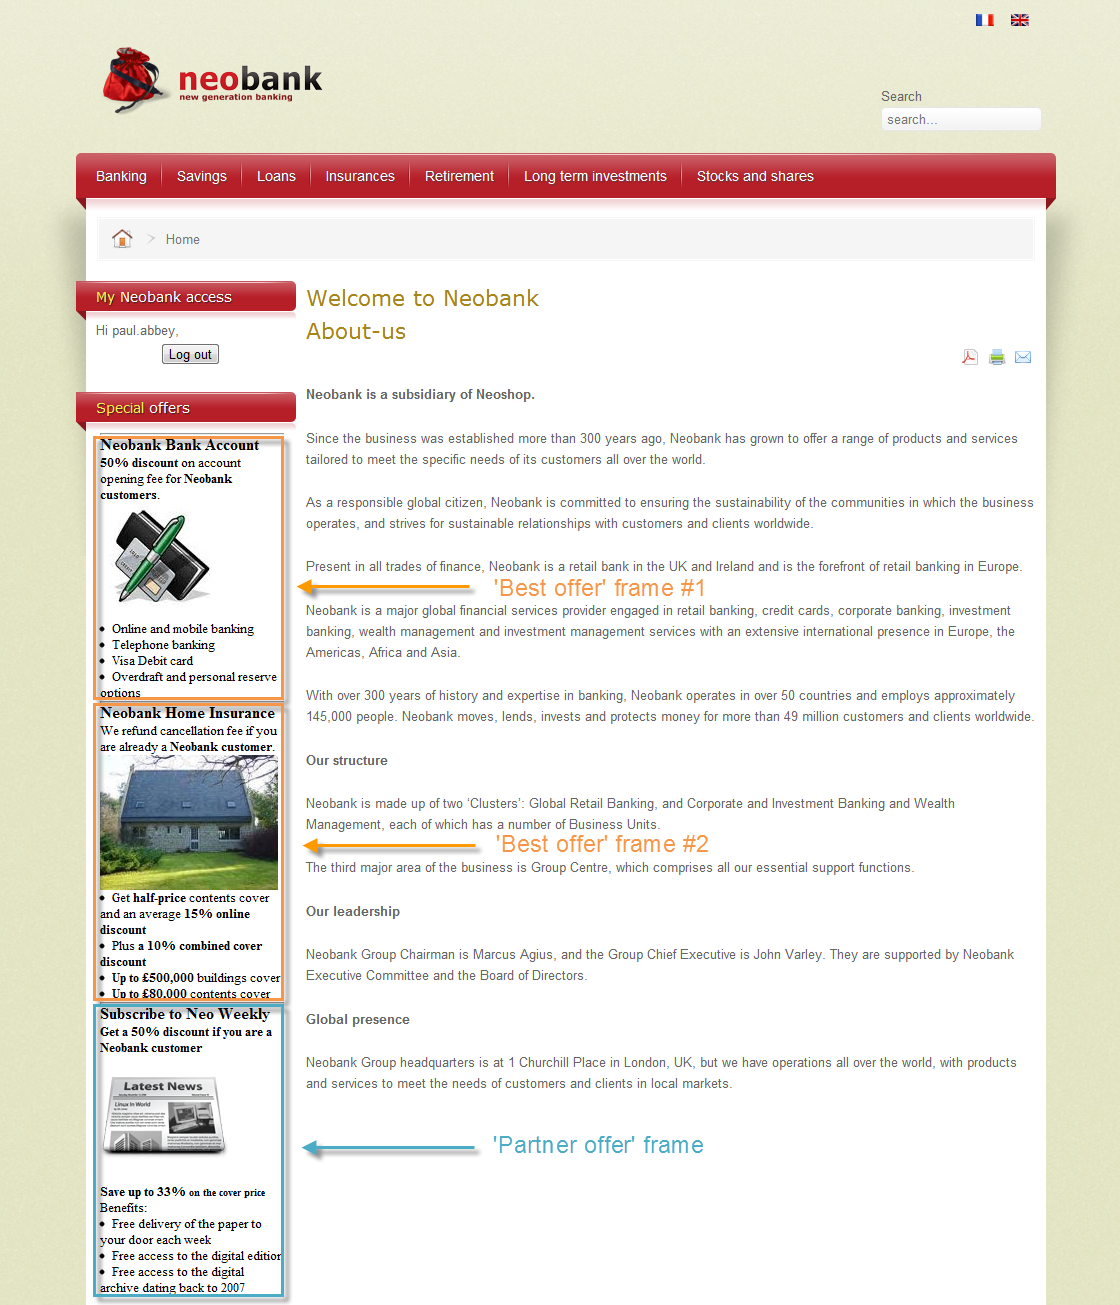 neobank
new generation banking
Search
search...
Banking
Savings
Loans
Insurances
Retirement
Long term investments
Stocks and shares
Home
My Neobank access
Hi paul.abbey,
Log out
Special offers
Neobank Bank Account
50% discount on account
opening fee for Neobank
customers.
Online and mobile banking
Telephone banking
Visa Debit card
Overdraft and personal reserve
options
Neobank Home Insurance
We refund cancellation fee if you
are already a Neobank customer.
Get half-price contents cover
and an average 15% online
discount
Plus a 10% combined cover
discount
Up to £500,000 buildings cover
Up to £80,000 contents cover
Subscribe to Neo Weekly
Get a 50% discount if you are a
Neobank customer
Latest News
Linux In World
Save up to 33% on the cover price
Benefits:
Free delivery of the paper to
your door each week
Free access to the digital edition
Free access to the digital
archive dating back to 2007
Welcome to Neobank
About-us
Neobank is a subsidiary of Neoshop.
Since the business was established more than 300 years ago, Neobank has grown to offer a range of products and services
tailored to meet the specific needs of its customers all over the world.
As a responsible global citizen, Neobank is committed to ensuring the sustainability of the communities in which the business
operates, and strives for sustainable relationships with customers and clients worldwide.
Present in all trades of finance, Neobank is a retail bank in the UK and Ireland and is the forefront of retail banking in Europe.
'Best offer' frame #1
Neobank is a major global financial services provider engaged in retail banking, credit cards, corporate banking, investment
banking, wealth management and investment management services with an extensive international presence in Europe, the
Americas, Africa and Asia.
With over 300 years of history and expertise in banking, Neobank operates in over 50 countries and employs approximately
145,000 people. Neobank moves, lends, invests and protects money for more than 49 million customers and clients worldwide.
Our structure
Neobank is made up of two ‘Clusters’: Global Retail Banking, and Corporate and Investment Banking and Wealth
Management, each of which has a number of Business Units.
'Best offer' frame #2
The third major area of the business is Group Centre, which comprises all our essential support functions.
Our leadership
Neobank Group Chairman is Marcus Agius, and the Group Chief Executive is John Varley. They are supported by Neobank
Executive Committee and the Board of Directors.
Global presence
Neobank Group headquarters is at 1 Churchill Place in London, UK, but we have operations all over the world, with products
and services to meet the needs of customers and clients in local markets.
'Partner offer' frame